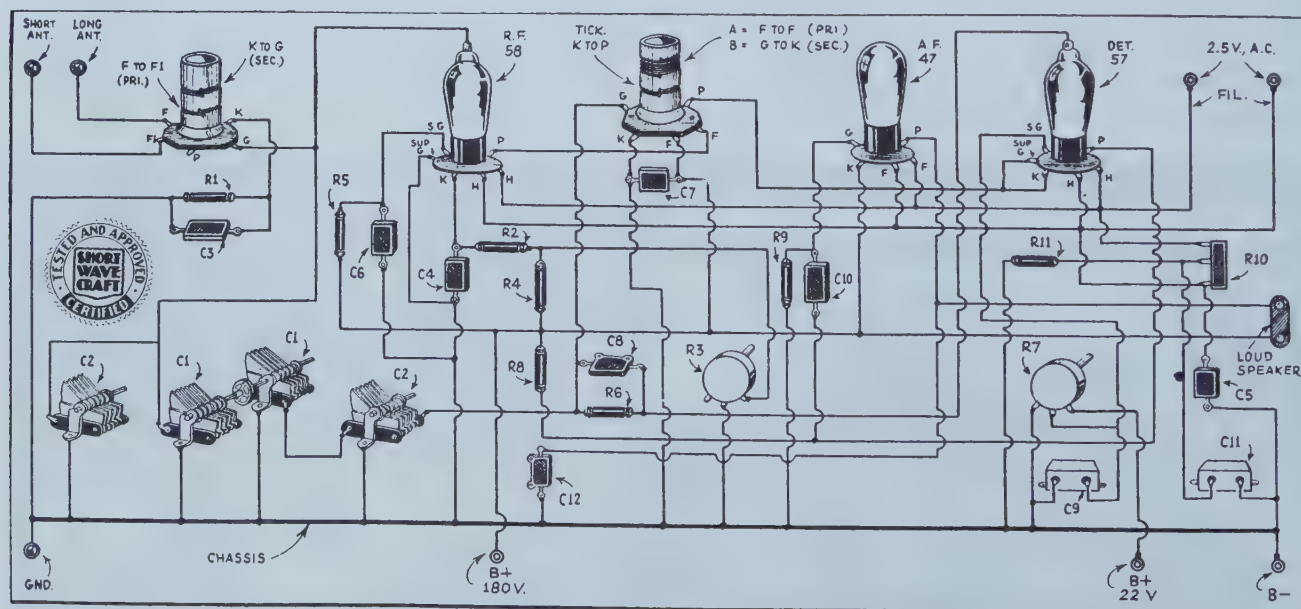 SHORT ANT.
LONG ANT.
F TO F1 (PRI.)
K TO G (SEC.)
R.F. 58
TICK. K TO P
A = F TO F (PRI.)
B = G TO K (SEC.)
A F. 47
DET. 57
2.5 V., A.C.
FIL.
F
F1
P
K
G
SG
SUP G
K
H
H
P
G
K
F
F
P
G
K
F
F
P
SG
SUP G
K
H
H
P
R1
C3
R5
C6
C4
R2
R4
C7
R9
C10
R11
R10
TESTED AND APPROVED
SHORT WAVE CRAFT
CERTIFIED
C2
C1
C1
C2
R8
C8
R6
R3
R7
LOUD SPEAKER
C5
C12
C9
C11
CHASSIS
GND.
B+ 180 V.
B+ 22 V
B-